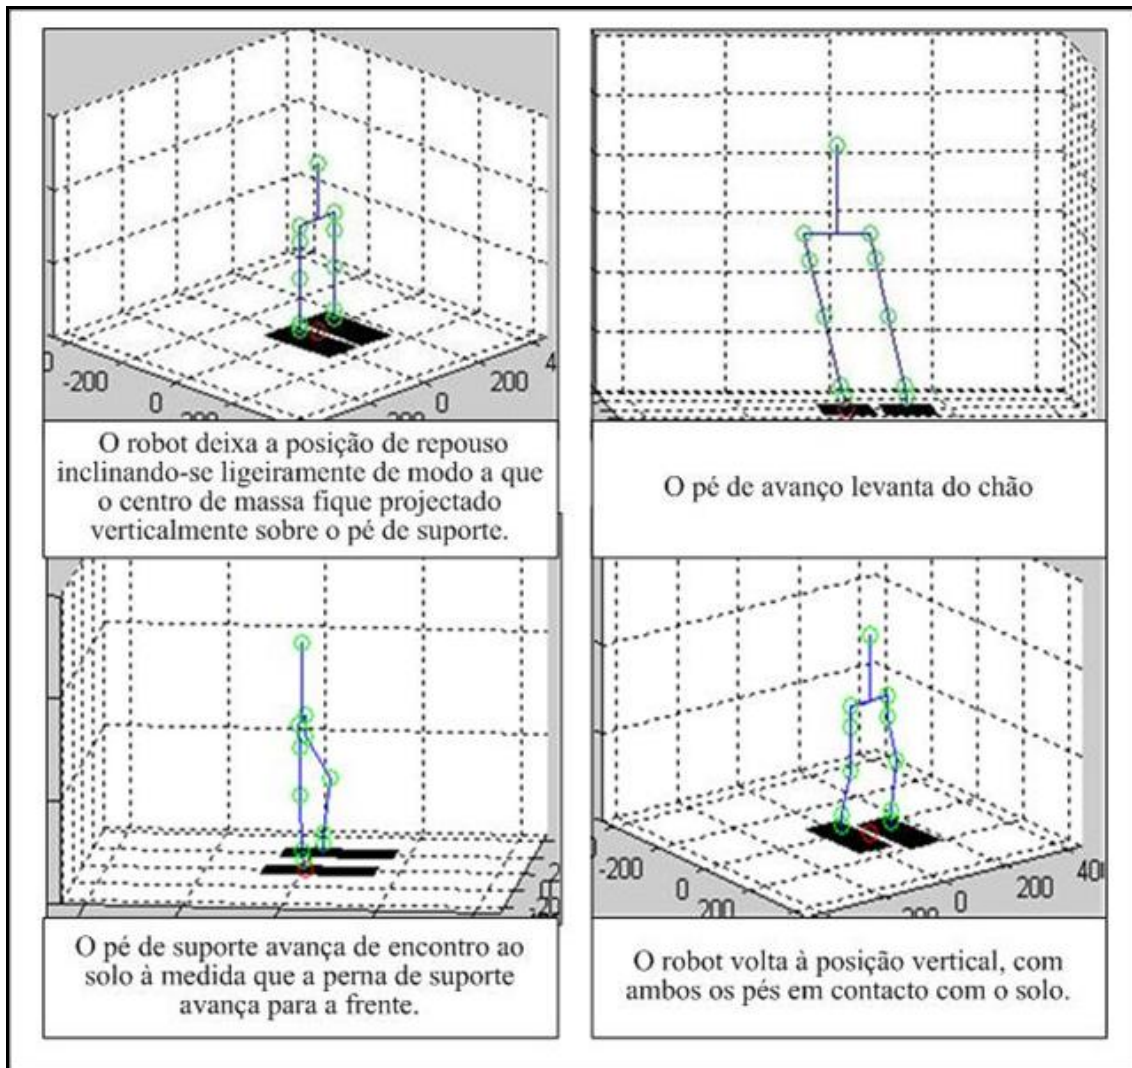 -200
0
0
200
4
O robot deixa a posição de repouso
inclinando-se ligeiramente de modo a que
o centro de massa fique projectado
verticalmente sobre o pé de suporte.
O pé de avanço levanta do chão
O pé de suporte avança de encontro ao
solo à medida que a perna de suporte
avança para a frente.
-200
0
0
200
O robot volta à posição vertical, com
ambos os pés em contacto com o solo.